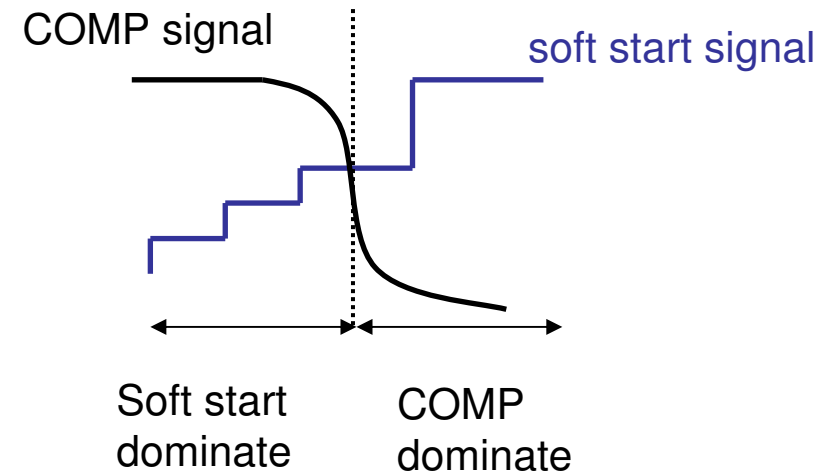 COMP signal
soft start signal
Soft start
dominate
COMP
dominate